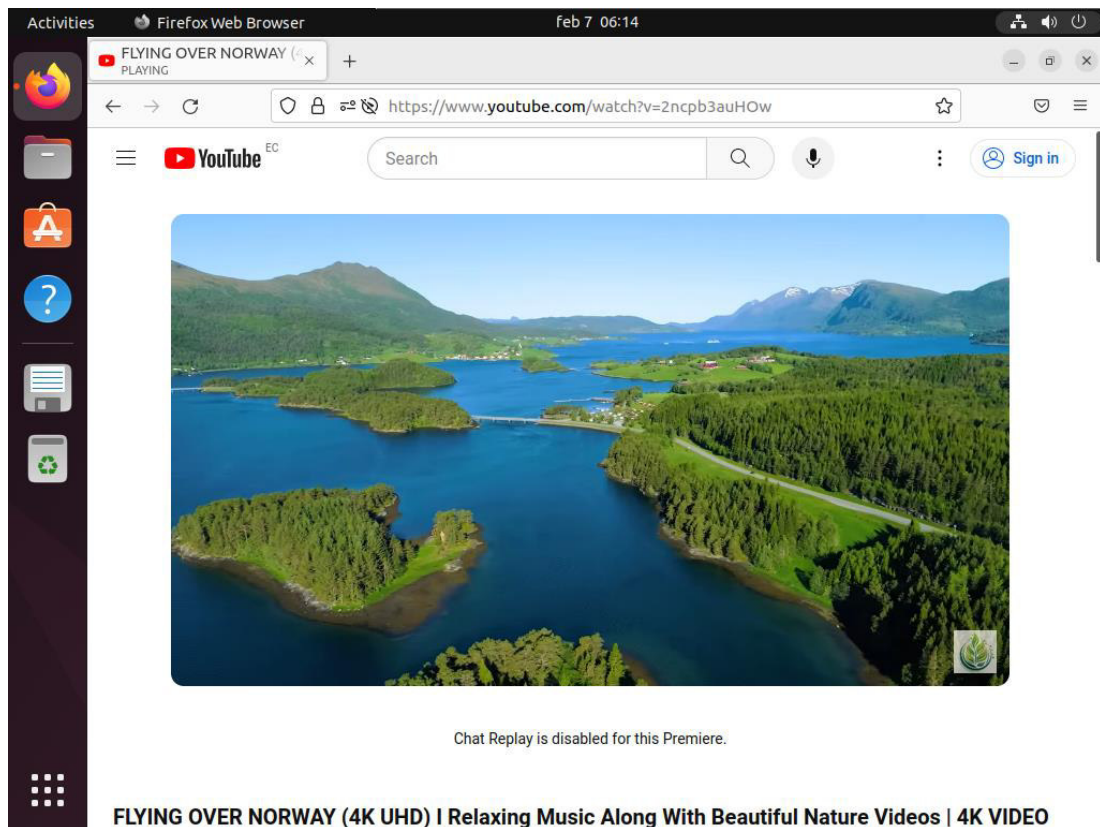 Activities Firefox Web Browser feb 7 06:14
FLYING OVER NORWAY (4
PLAYING
https://www.youtube.com/watch?v=2ncpb3auHOw
YouTube EC Search Sign in
Chat Replay is disabled for this Premiere.
FLYING OVER NORWAY (4K UHD) I Relaxing Music Along With Beautiful Nature Videos | 4K VIDEO